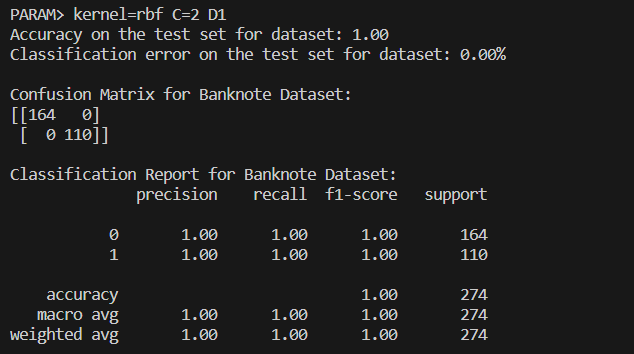 PARAM> kernel=rbf C=2 D1
Accuracy on the test set for dataset: 1.00
Classification error on the test set for dataset: 0.00%
Confusion Matrix for Banknote Dataset:
[[164   0]
 [  0 110]]
Classification Report for Banknote Dataset:
              precision    recall  f1-score   support
           0       1.00      1.00      1.00       164
           1       1.00      1.00      1.00       110
    accuracy                           1.00       274
   macro avg       1.00      1.00      1.00       274
weighted avg       1.00      1.00      1.00       274